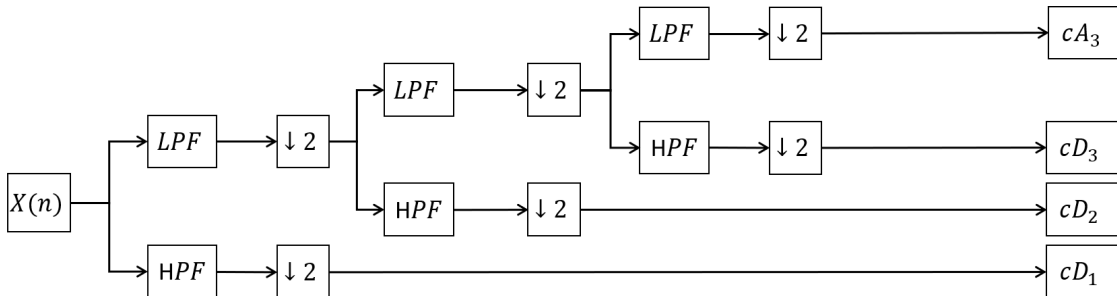 LPF ↓ 2 cA₃
LPF ↓ 2
LPF ↓ 2 HPF ↓ 2 cD₃
X(n) HPF ↓ 2 cD₂
HPF ↓ 2 cD₁